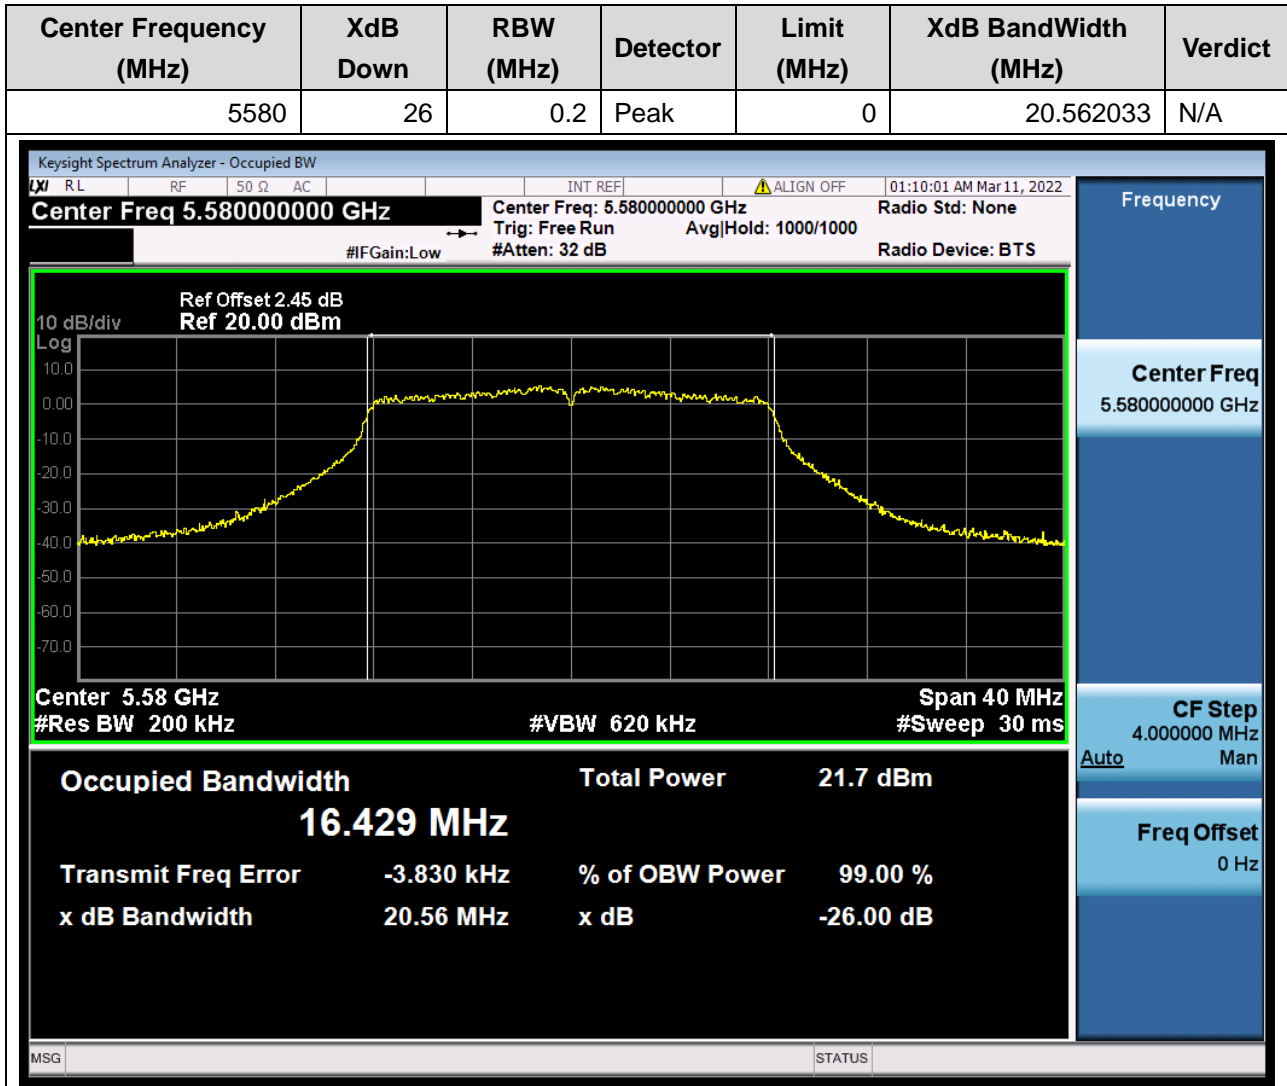 Center Frequency (MHz) XdB Down RBW (MHz) Detector Limit (MHz) XdB BandWidth (MHz) Verdict
5580 26 0.2 Peak 0 20.562033 N/A
Keysight Spectrum Analyzer - Occupied BW
LXI RL RF 50 Ω AC INT REF ALIGN OFF 01:10:01 AM Mar 11, 2022
Center Freq 5.580000000 GHz
Center Freq: 5.580000000 GHz
Radio Std: None
Trig: Free Run Avg|Hold: 1000/1000
#IFGain:Low #Atten: 32 dB Radio Device: BTS
Ref Offset 2.45 dB
10 dB/div Ref 20.00 dBm
Log
10.0
0.00
-10.0
-20.0
-30.0
-40.0
-50.0
-60.0
-70.0
Center 5.58 GHz Span 40 MHz
#Res BW 200 kHz #VBW 620 kHz #Sweep 30 ms
Occupied Bandwidth Total Power 21.7 dBm
16.429 MHz
Transmit Freq Error -3.830 kHz % of OBW Power 99.00 %
x dB Bandwidth 20.56 MHz x dB -26.00 dB
Frequency
Center Freq
5.580000000 GHz
CF Step
4.000000 MHz
Auto Man
Freq Offset
0 Hz
MSG STATUS